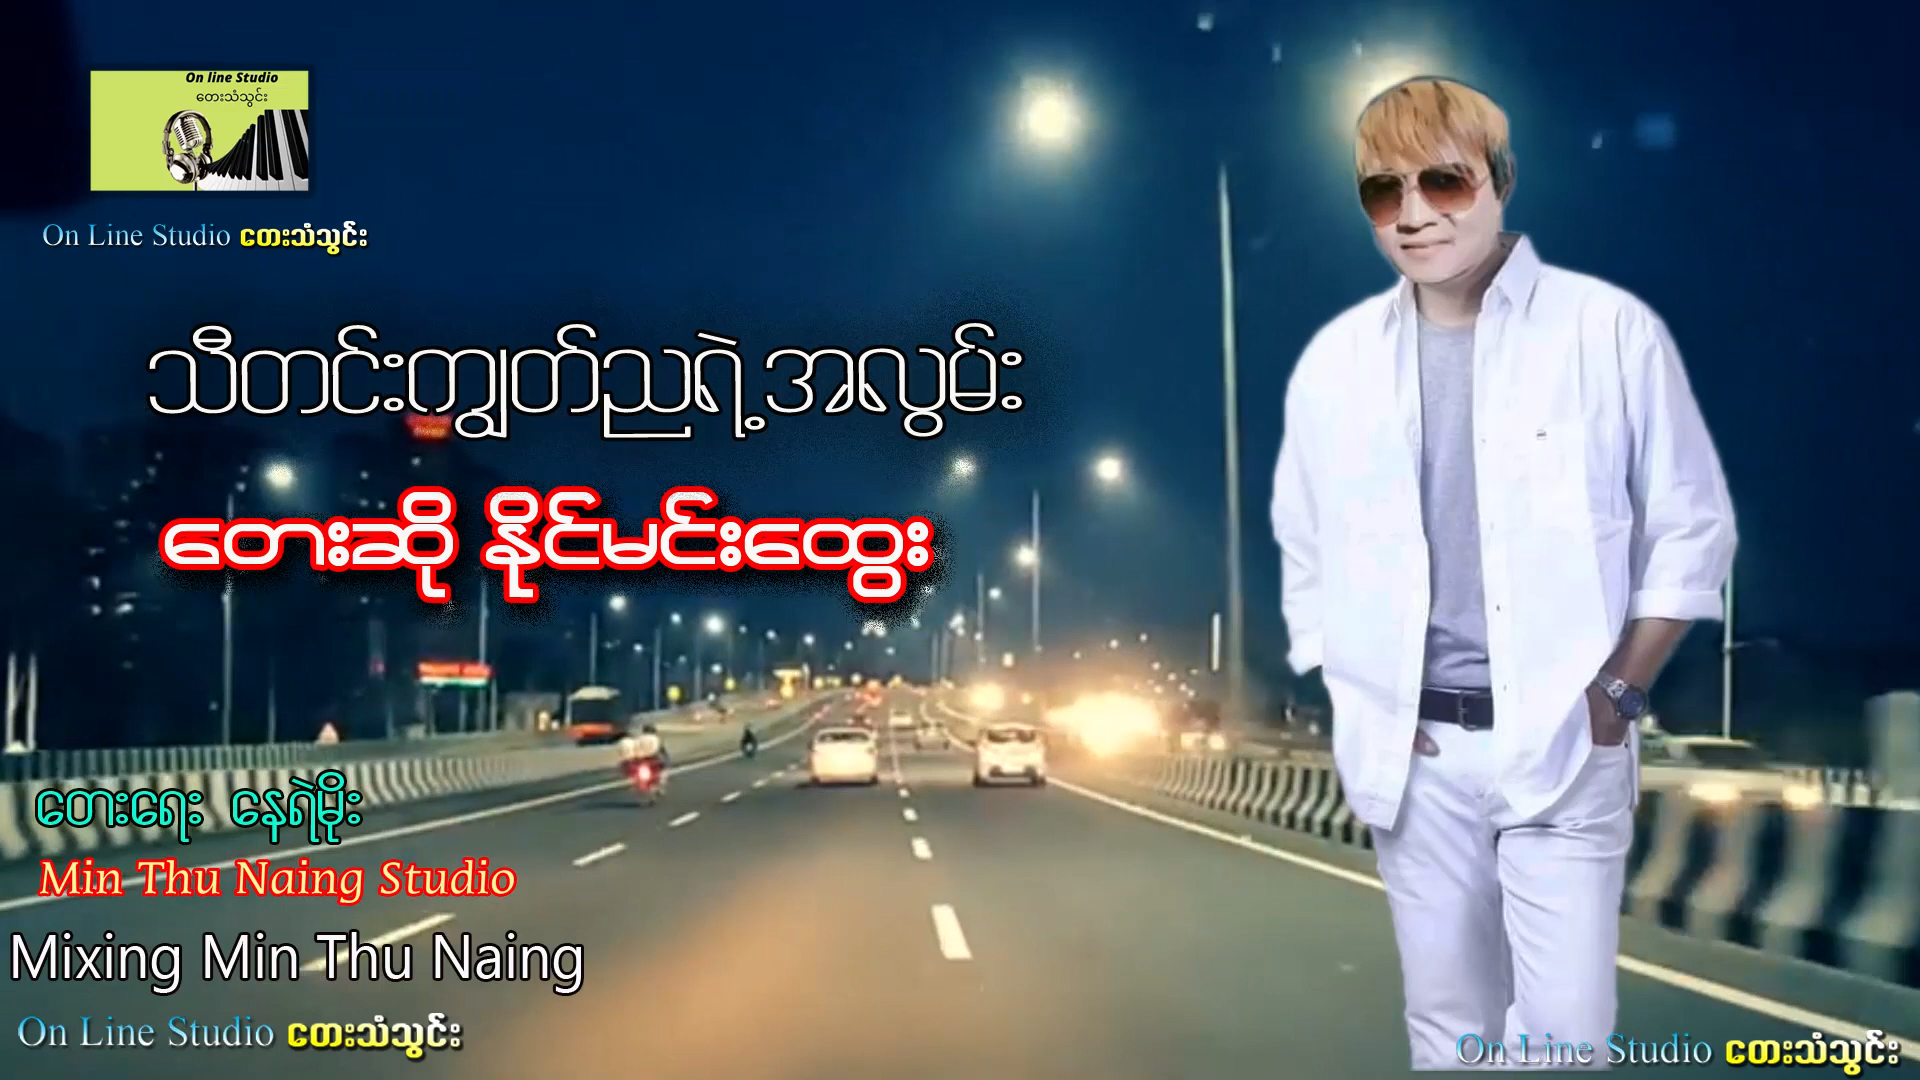 On line Studio
တေးသံသွင်း
On Line Studio တေးသံသွင်း
သီတင်းကျွတ်ညရဲ့အလွမ်း
တေးဆို နိုင်မင်းထွေး
တေးရေး နေရဲမိုး
Min Thu Naing Studio
Mixing Min Thu Naing
On Line Studio တေးသံသွင်း
On Line Studio တေးသံသွင်း